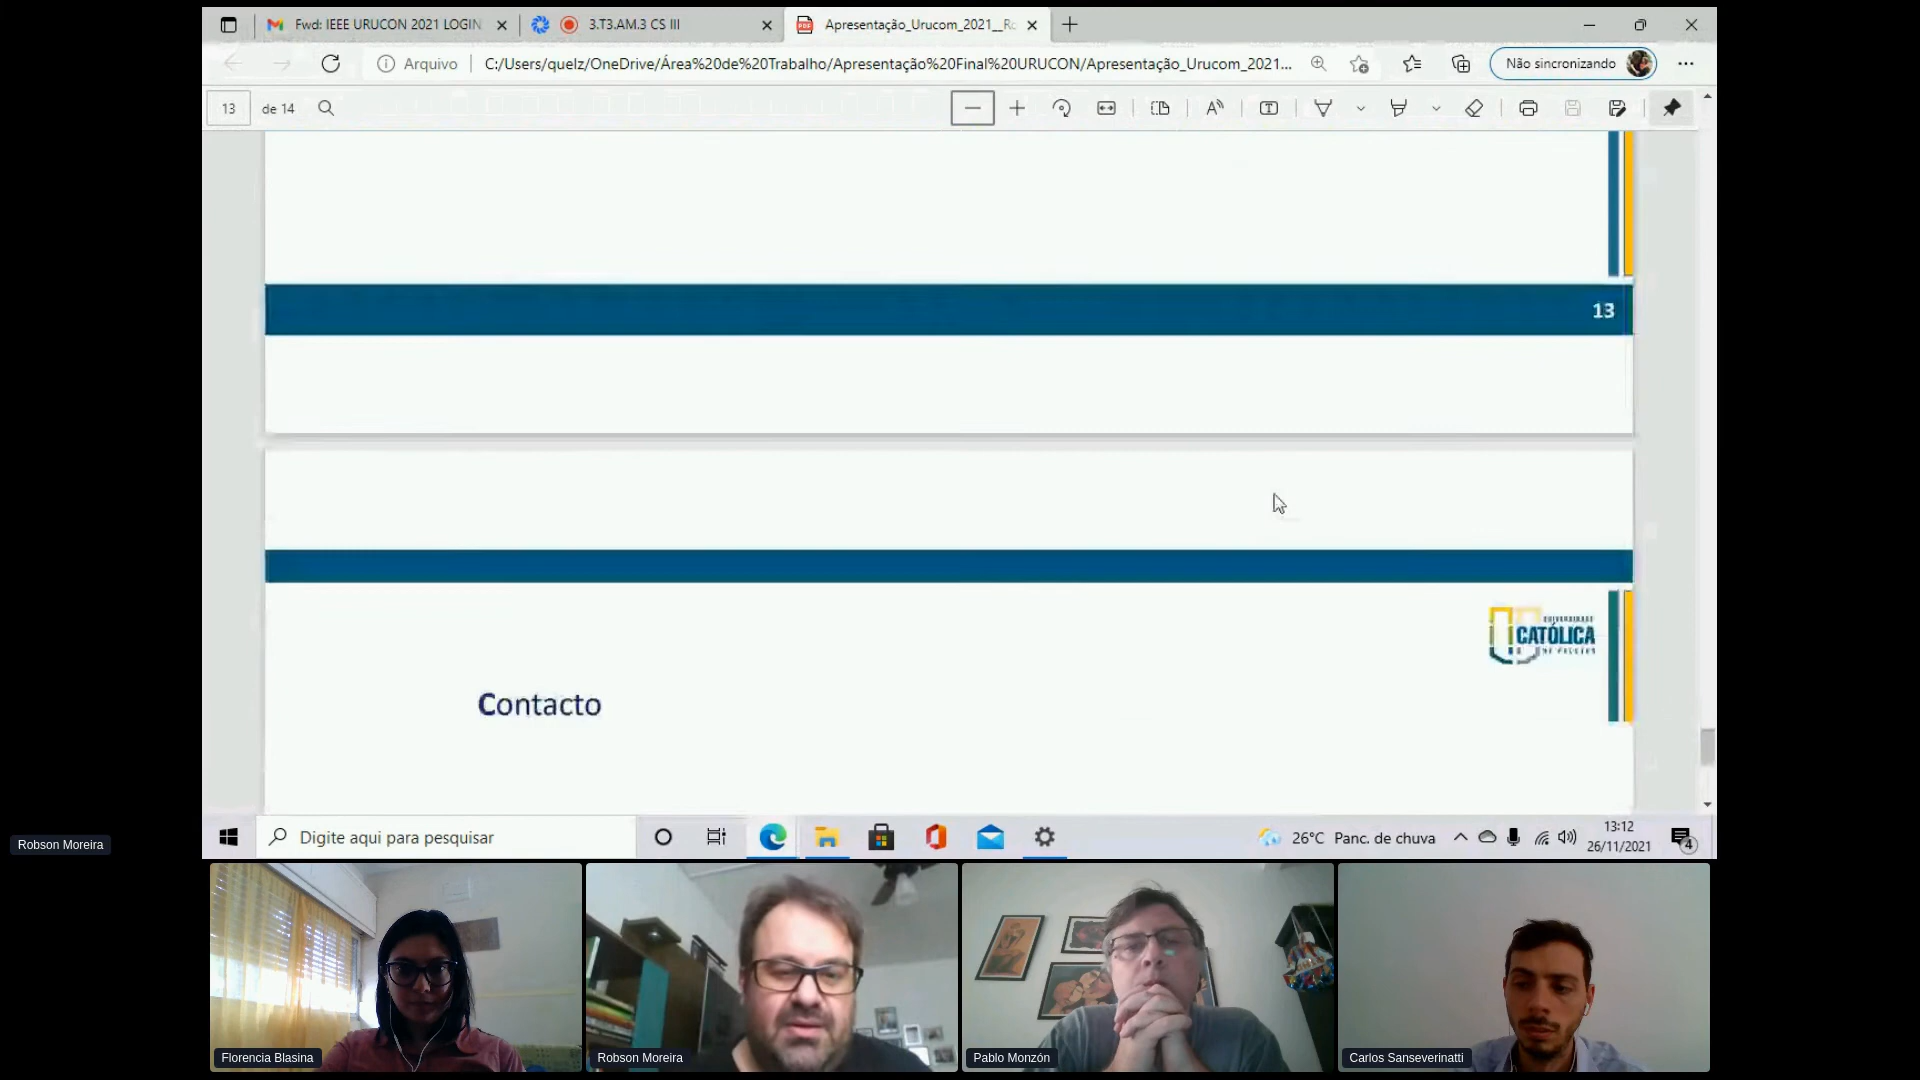 Fwd: IEEE URUCON 2021 LOGIN
3.T3.AM.3 CS III
Apresentação_Urucom_2021__Ro
Arquivo
C:/Users/quelz/OneDrive/Área%20de%20Trabalho/Apresentação%20Final%20URUCON/Apresentação_Urucom_2021...
Não sincronizando
13 de 14
13
CATÓLICA
Contacto
Digite aqui para pesquisar
26°C Panc. de chuva
13:12
26/11/2021
4
Robson Moreira
Florencia Blasina
Robson Moreira
Pablo Monzón
Carlos Sanseverinatti